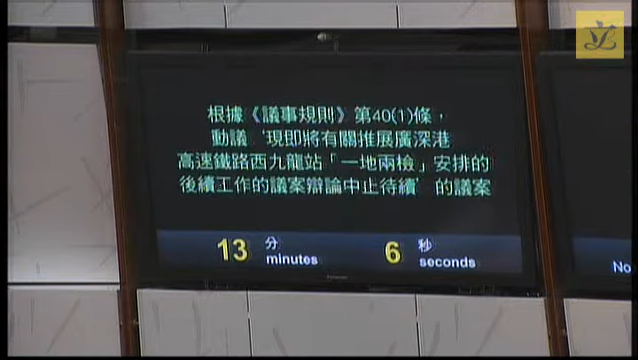 根據《議事規則》第40(1)條，
動議‘現即將有關推展廣深港
高速鐵路西九龍站「一地兩檢」安排的
後續工作的議案辯論中止待續’的議案
13 分 minutes 6 秒 seconds
No